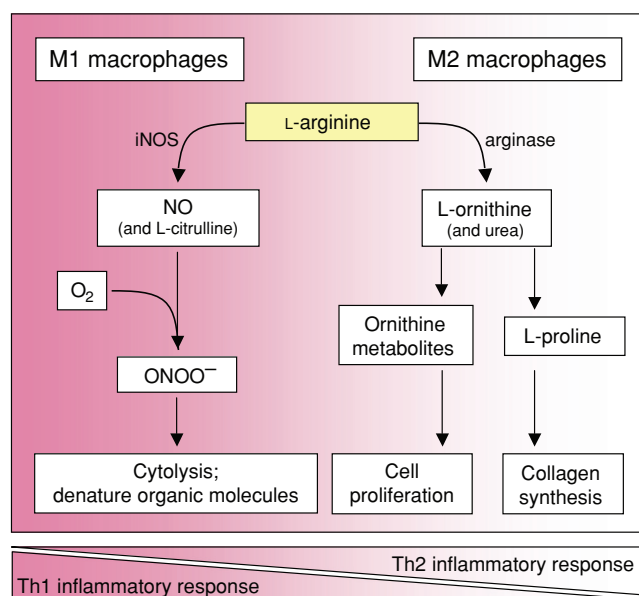 M1 macrophages
M2 macrophages
L-arginine
iNOS
arginase
NO
(and L-citrulline)
L-ornithine
(and urea)
O₂
Ornithine
metabolites
L-proline
ONOO⁻
Cytolysis;
denature organic molecules
Cell
proliferation
Collagen
synthesis
Th2 inflammatory response
Th1 inflammatory response